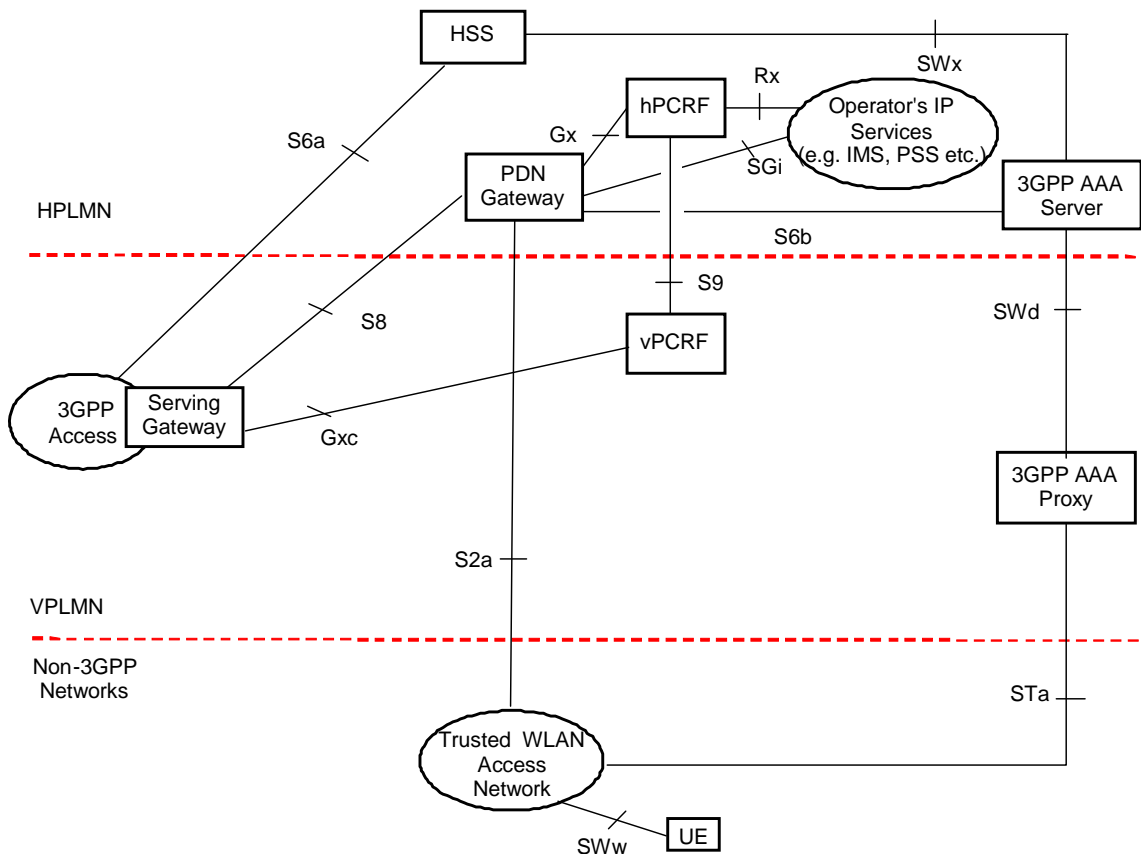 HSS
SWx
Rx
hPCRF
Operator's IP
Services
(e.g. IMS, PSS etc.)
Gx
S6a
SGi
PDN
Gateway
3GPP AAA
Server
HPLMN
S6b
S9
SWd
S8
vPCRF
3GPP
Access
Serving
Gateway
Gxc
3GPP AAA
Proxy
S2a
VPLMN
Non-3GPP
Networks
STa
Trusted WLAN
Access
Network
SWw
UE